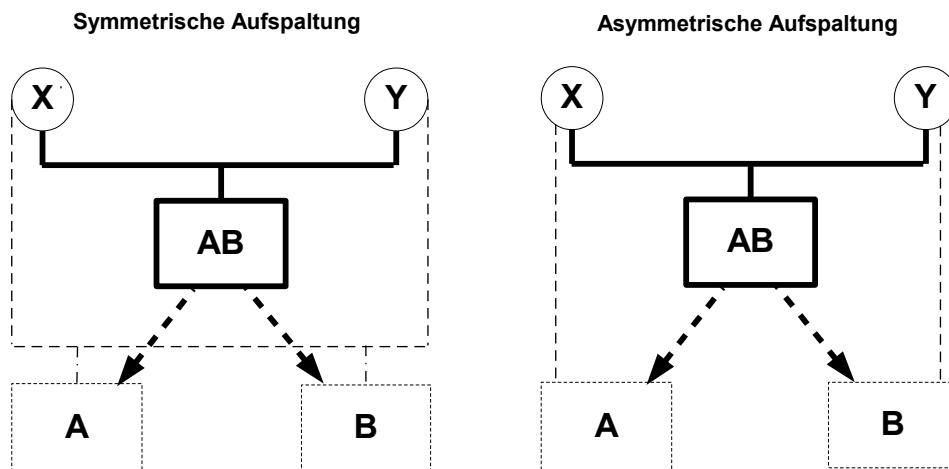 Symmetrische Aufspaltung
Asymmetrische Aufspaltung
X
Y
X
Y
AB
AB
A
B
A
B